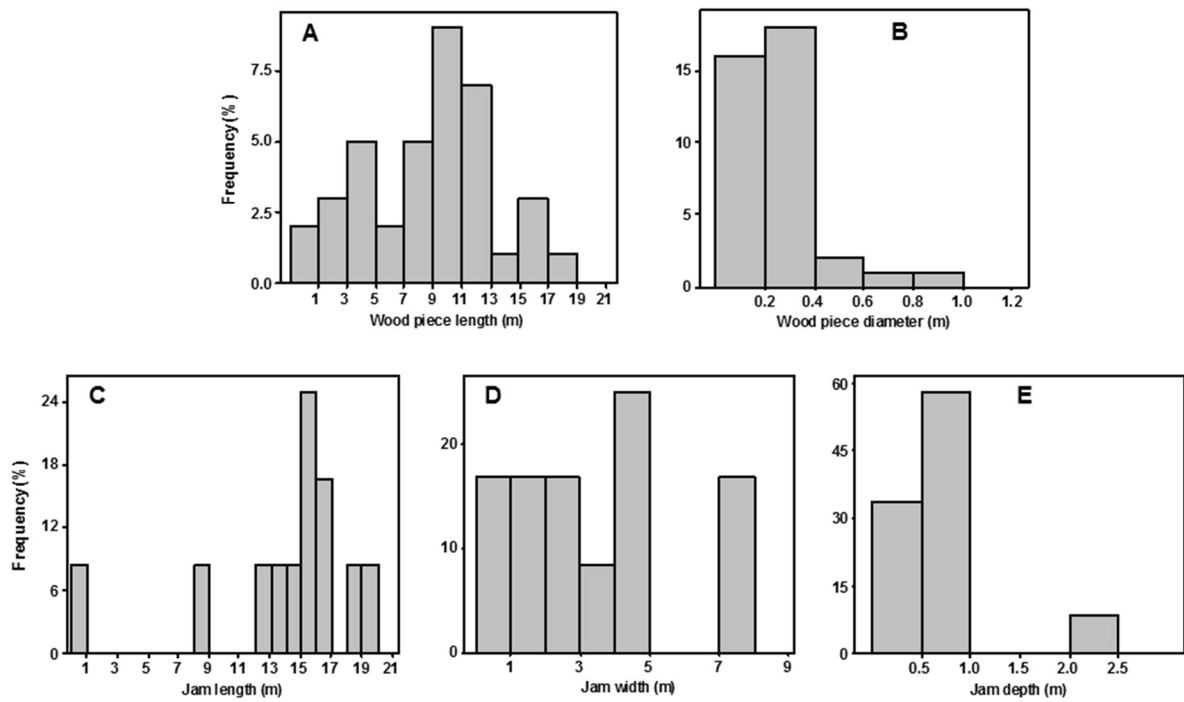 A
Frequency (%)
7.5
5.0
2.5
0.0
1 3 5 7 9 11 13 15 17 19 21
Wood piece length (m)
B
15
10
5
0
0.2 0.4 0.6 0.8 1.0 1.2
Wood piece diameter (m)
C
Frequency (%)
24
18
12
6
0
1 3 5 7 9 11 13 15 17 19 21
Jam length (m)
D
20
10
0
1 3 5 7 9
Jam width (m)
E
60
45
30
15
0
0.5 1.0 1.5 2.0 2.5
Jam depth (m)